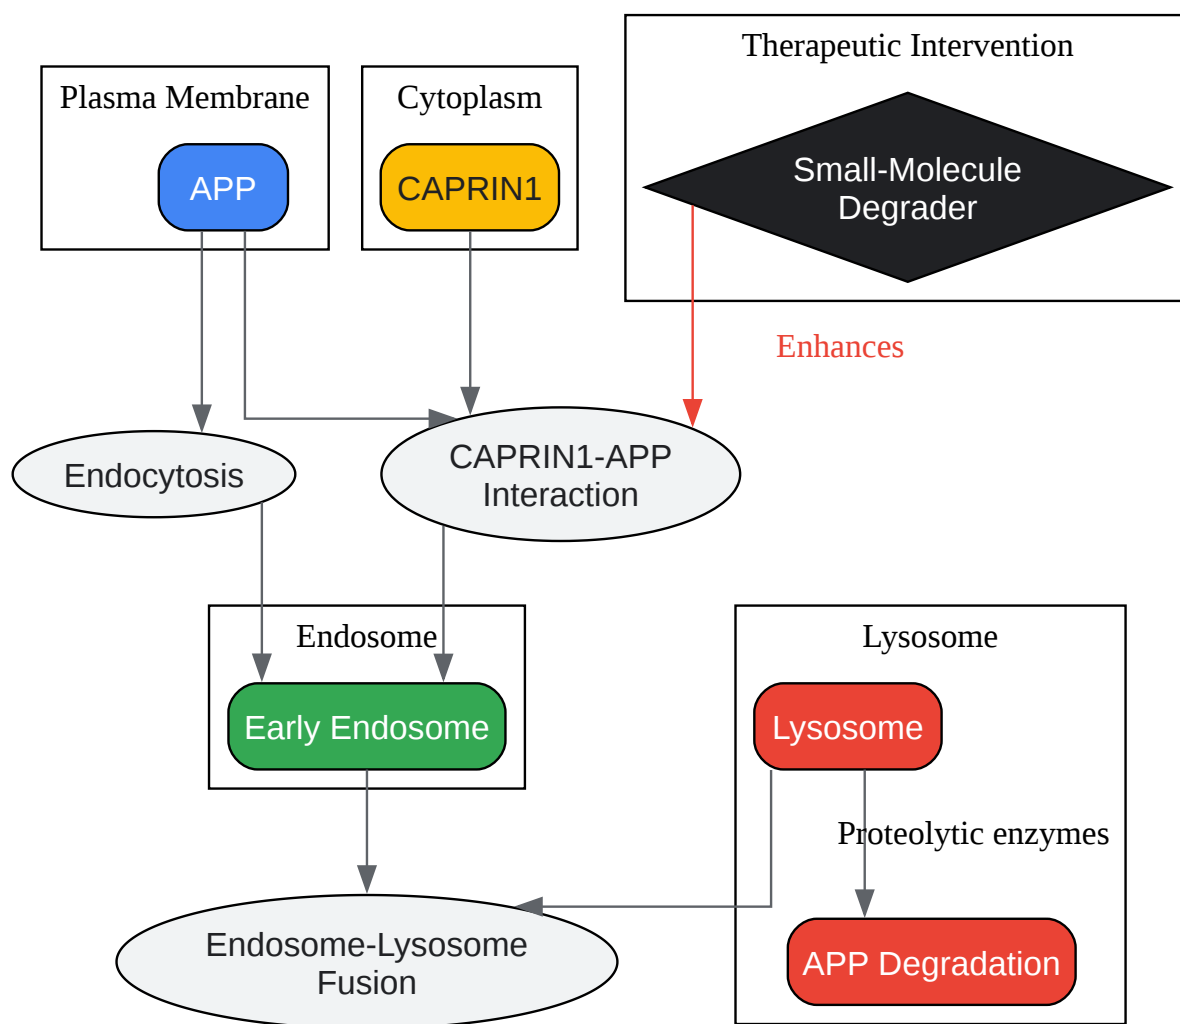 Therapeutic Intervention
Plasma Membrane
Cytoplasm
Small-Molecule
Degrader
APP
CAPRIN1
Enhances
CAPRIN1-APP
Interaction
Endocytosis
Endosome
Lysosome
Early Endosome
Lysosome
Proteolytic enzymes
Endosome-Lysosome
Fusion
APP Degradation